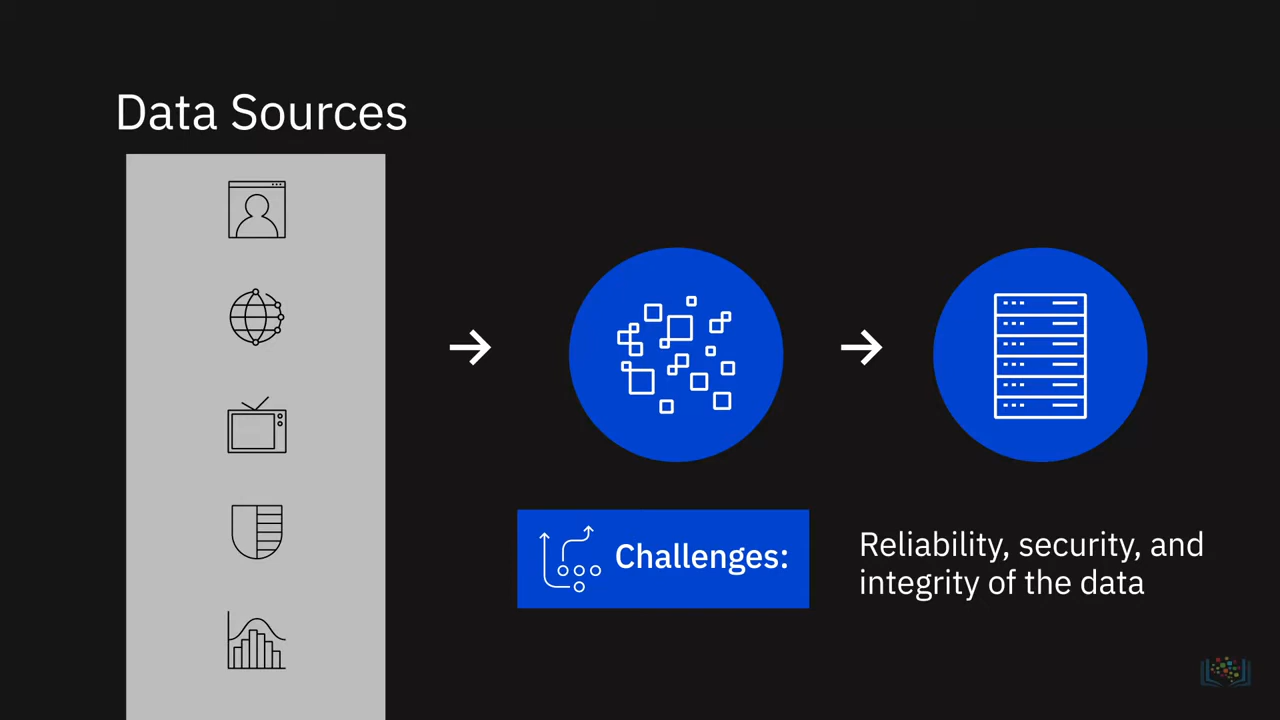 Data Sources
Challenges:
Reliability, security, and
integrity of the data